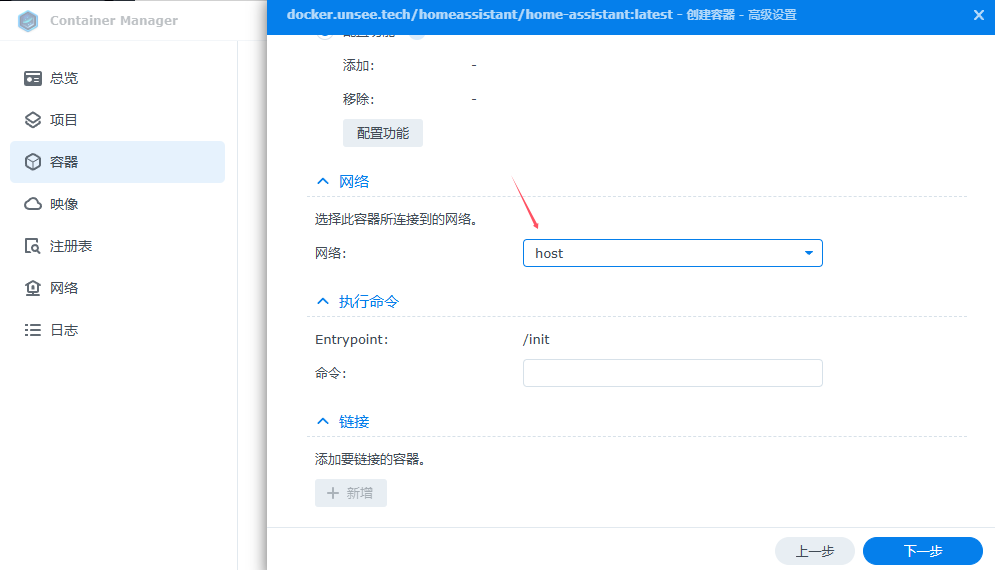 Container Manager
docker.unsee.tech/homeassistant/home-assistant:latest - 创建容器 - 高级设置
总览
项目
容器
映像
注册表
网络
日志
配置功能
添加: -
移除: -
配置功能
网络
选择此容器所连接到的网络。
网络: host
执行命令
Entrypoint: /init
命令:
链接
添加要链接的容器。
新增
上一步
下一步